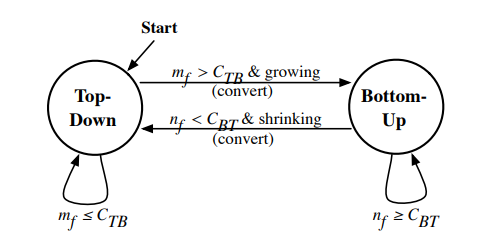 Start
m_f > C_TB & growing
(convert)
Top-
Down
Bottom-
Up
n_f < C_BT & shrinking
(convert)
m_f ≤ C_TB
n_f ≥ C_BT